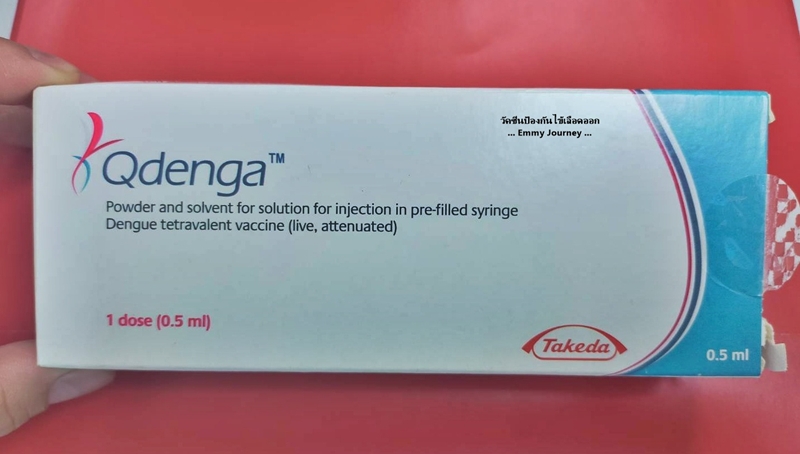 วัคซีนป้องกันไข้เลือดออก
... Emmy Journey ...
Qdenga™
Powder and solvent for solution for injection in pre-filled syringe
Dengue tetravalent vaccine (live, attenuated)
1 dose (0.5 ml)
Takeda
0.5 ml